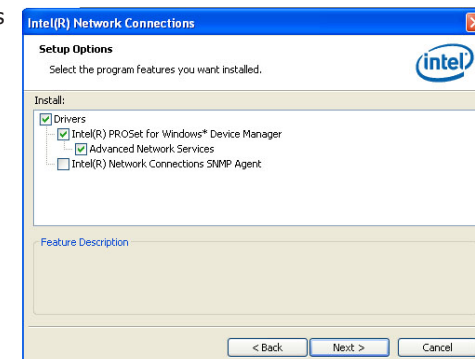 s
Intel(R) Network Connections
Setup Options
Select the program features you want installed.
intel
Install:
Drivers
Intel(R) PROSet for Windows* Device Manager
Advanced Network Services
Intel(R) Network Connections SNMP Agent
Feature Description
< Back Next > Cancel